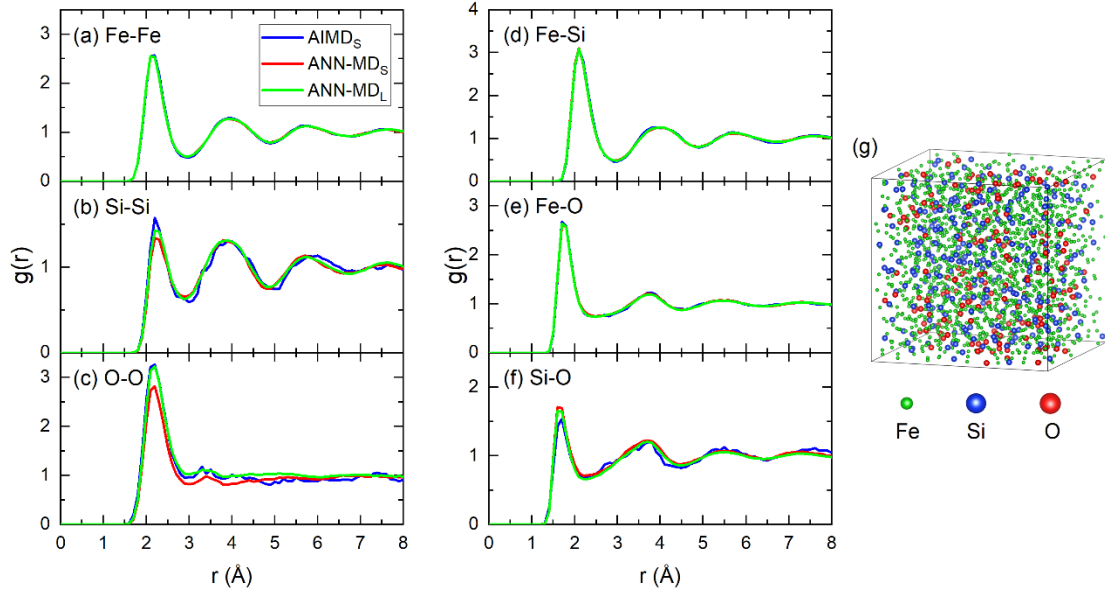 (a) Fe-Fe
AIMD_S
ANN-MD_S
ANN-MD_L
3
2
1
0
(b) Si-Si
1
0
(c) O-O
3
2
1
0
0 1 2 3 4 5 6 7 8
r (Å)
g(r)
(d) Fe-Si
4
3
2
1
0
(e) Fe-O
3
2
1
0
(f) Si-O
2
1
0
0 1 2 3 4 5 6 7 8
r (Å)
g(r)
(g)
Fe Si O